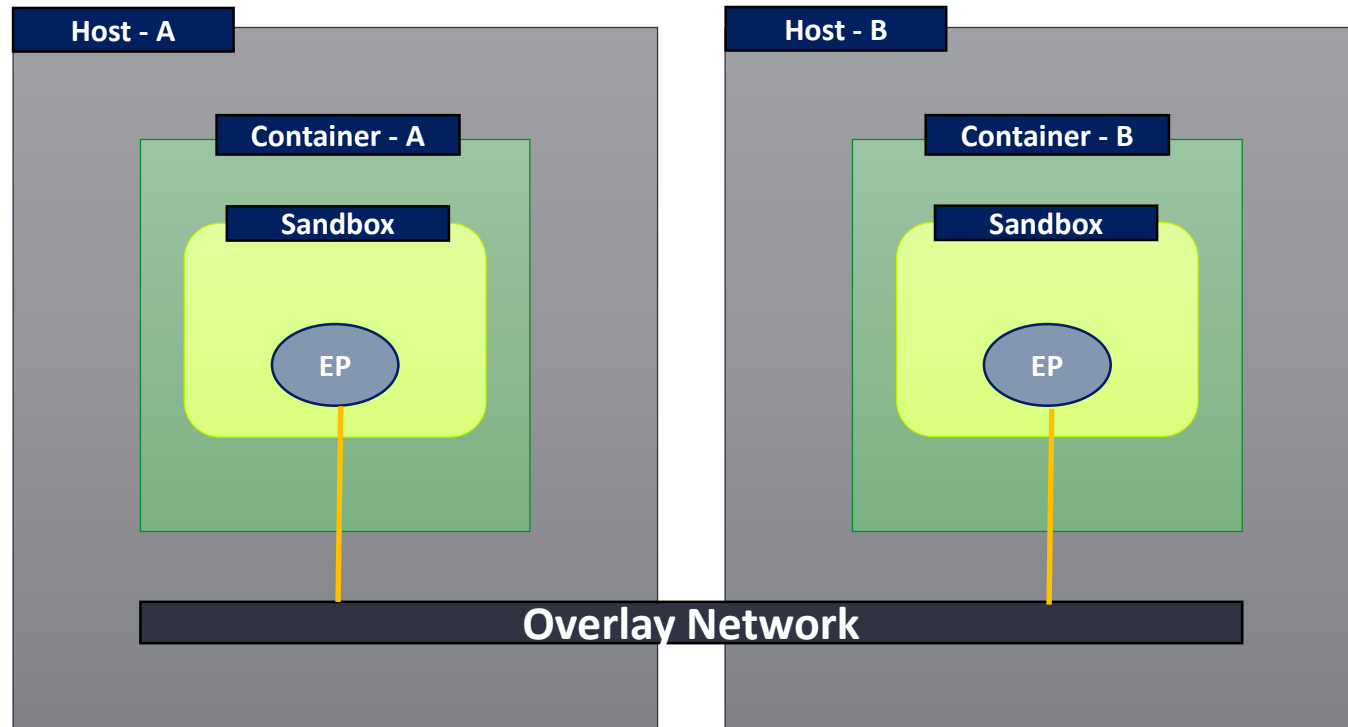 Host - A
Host - B
Container - A
Container - B
Sandbox
Sandbox
EP
EP
Overlay Network